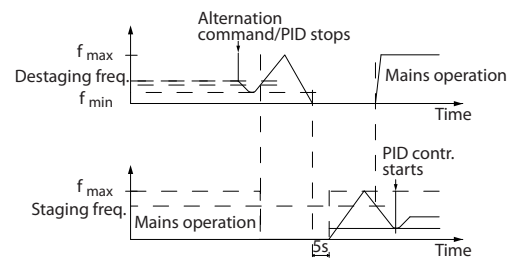 Alternation
command/PID stops
f max
Destaging freq.
f min
Mains operation
Time
PID contr.
starts
f max
Staging freq.
Mains operation
5s
Time